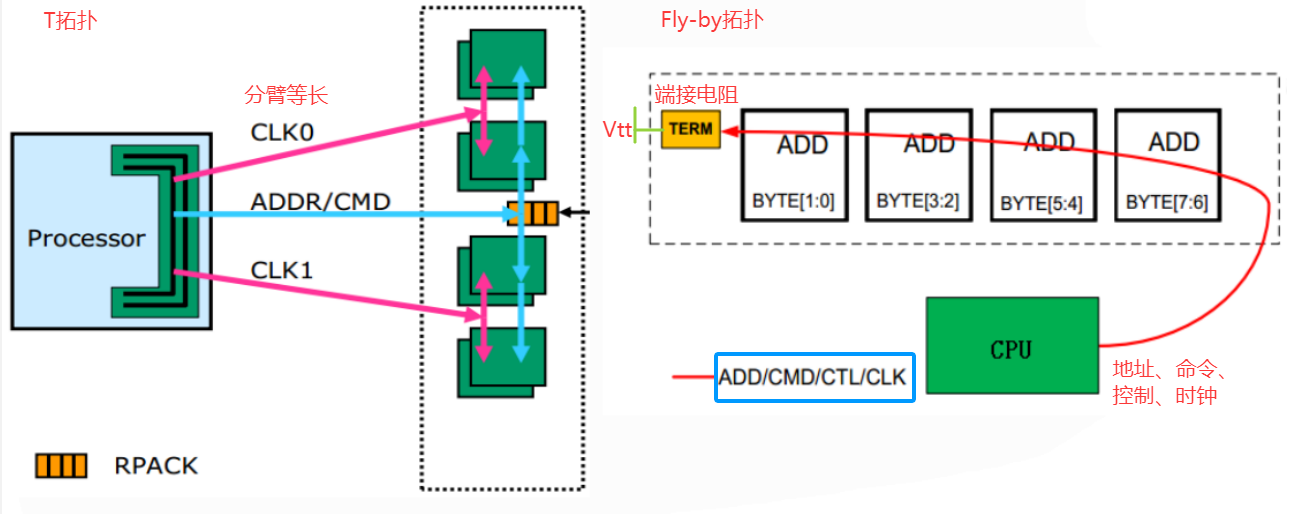 T拓扑
分臂等长
CLK0
ADDR/CMD
CLK1
Processor
RPACK
Fly-by拓扑
端接电阻
Vtt
TERM
ADD
BYTE[1:0]
ADD
BYTE[3:2]
ADD
BYTE[5:4]
ADD
BYTE[7:6]
CPU
ADD/CMD/CTL/CLK
地址、命令、
控制、时钟